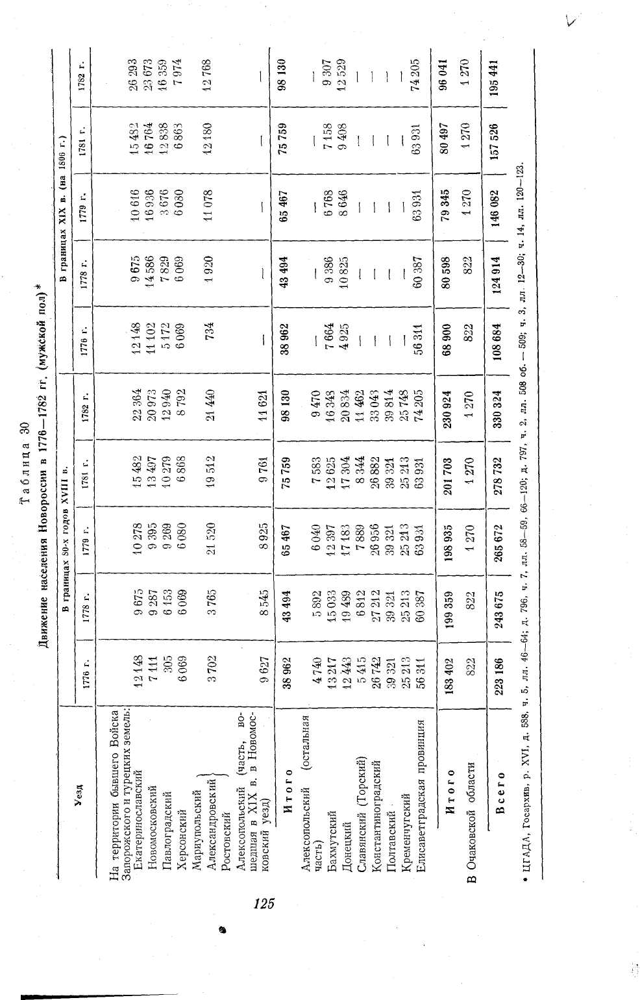 Таблица 30
Движение населения Новороссии в 1776—1782 гг. (мужской пол)*
Уезд | В границах 80-х годов XVIII в. | В границах XIX в. (на 1806 г.)
1776 г. | 1778 г. | 1779 г. | 1781 г. | 1782 г. | 1776 г. | 1778 г. | 1779 г. | 1781 г. | 1782 г.
На территории бывшего Войска
Запорожского и турецких земель:
Екатеринославский | 12 148 | 9 675 | 10 278 | 15 482 | 22 364 | 12 148 | 9 675 | 10 616 | 15 482 | 26 293
Новомосковский | 7 111 | 9 287 | 9 395 | 13 497 | 20 973 | 11 102 | 14 586 | 16 936 | 16 764 | 23 673
Павлоградский | 305 | 6 153 | 9 269 | 10 279 | 12 940 | 5 172 | 7 829 | 3 676 | 12 838 | 16 359
Херсонский | 6 069 | 6 069 | 6 080 | 6 868 | 8 792 | 6 069 | 6 069 | 6 080 | 6 863 | 7 974
Мариупольский
Александровский | 3 702 | 3 765 | 21 520 | 19 512 | 21 440 | 734 | 1 920 | 11 078 | 12 180 | 12 768
Ростовский
Алексопольский (часть, во-
шедшая в XIX в. в Новомос-
ковский уезд) | 9 627 | 8 545 | 8 925 | 9 761 | 11 621 | — | — | — | — | —
Итого | 38 962 | 43 494 | 65 467 | 75 759 | 98 130 | 38 962 | 43 494 | 65 467 | 75 759 | 98 130
Алексопольский (остальная
часть) | 4 740 | 5 892 | 6 040 | 7 583 | 9 470 | — | — | — | — | —
Бахмутский | 13 217 | 15 033 | 12 397 | 12 625 | 16 348 | 7 664 | 9 386 | 6 768 | 7 158 | 9 307
Донецкий | 12 443 | 19 489 | 17 183 | 17 304 | 20 834 | 4 925 | 10 825 | 8 646 | 9 408 | 12 529
Славянский (Торский) | 5 415 | 6 812 | 7 889 | 8 344 | 11 462 | — | — | — | — | —
Константиноградский | 26 742 | 27 212 | 26 956 | 26 882 | 33 043 | — | — | — | — | —
Полтавский | 39 321 | 39 321 | 39 321 | 39 321 | 39 814 | — | — | — | — | —
Кременчугский | 25 213 | 25 213 | 25 213 | 25 213 | 25 748 | — | — | — | — | —
Елисаветградская провинция | 56 311 | 60 387 | 63 931 | 63 931 | 74 205 | 56 311 | 60 387 | 63 931 | 63 931 | 74 205
Итого | 183 402 | 199 359 | 198 935 | 201 703 | 230 924 | 68 900 | 80 598 | 79 345 | 80 497 | 96 041
В Очаковской области | 822 | 822 | 1 270 | 1 270 | 1 270 | 822 | 822 | 1 270 | 1 270 | 1 270
Всего | 223 186 | 243 675 | 265 672 | 278 732 | 330 324 | 108 684 | 124 914 | 146 082 | 157 526 | 195 441
* ЦГАДА, Госархив, р. XVI, д. 588, ч. 5, лл. 46—64; д. 796, ч. 7, лл. 58—59, 66—120; д. 797, ч. 2, лл. 508 об. — 509; ч. 3, лл. 12—30; ч. 14, лл. 120—123.
125